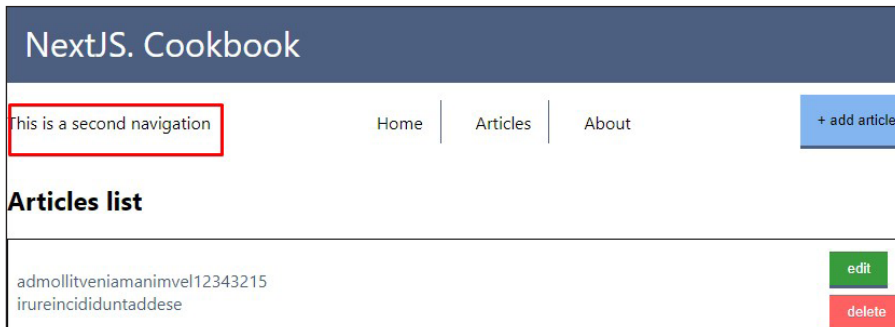 NextJS. Cookbook
This is a second navigation
Home
Articles
About
+ add article
Articles list
admollitveniamanimvel12343215
irureincididuntaddese
edit
delete